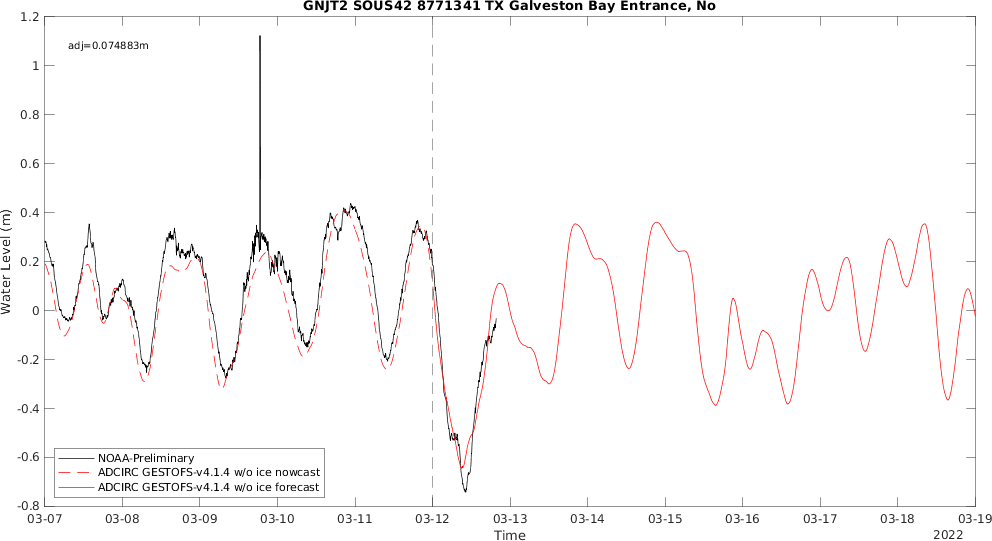 GNJT2 SOUS42 8771341 TX Galveston Bay Entrance, No
adj=0.074883m
1.2
1
0.8
0.6
0.4
0.2
0
-0.2
-0.4
-0.6
-0.8
Water Level (m)
NOAA-Preliminary
ADCIRC GESTOFS-v4.1.4 w/o ice nowcast
ADCIRC GESTOFS-v4.1.4 w/o ice forecast
03-07 03-08 03-09 03-10 03-11 03-12 03-13 03-14 03-15 03-16 03-17 03-18 03-19
Time
2022